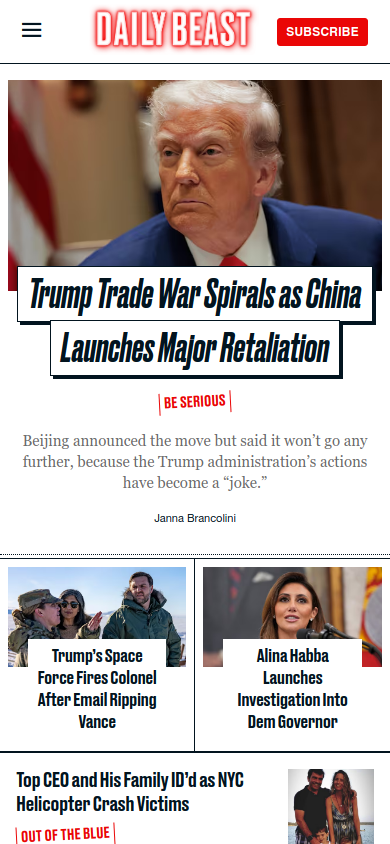 DAILY BEAST
SUBSCRIBE
Trump Trade War Spirals as China
Launches Major Retaliation
BE SERIOUS
Beijing announced the move but said it won’t go any
further, because the Trump administration’s actions
have become a “joke.”
Janna Brancolini
Trump’s Space
Force Fires Colonel
After Email Ripping
Vance
Alina Habba
Launches
Investigation Into
Dem Governor
Top CEO and His Family ID’d as NYC
Helicopter Crash Victims
OUT OF THE BLUE